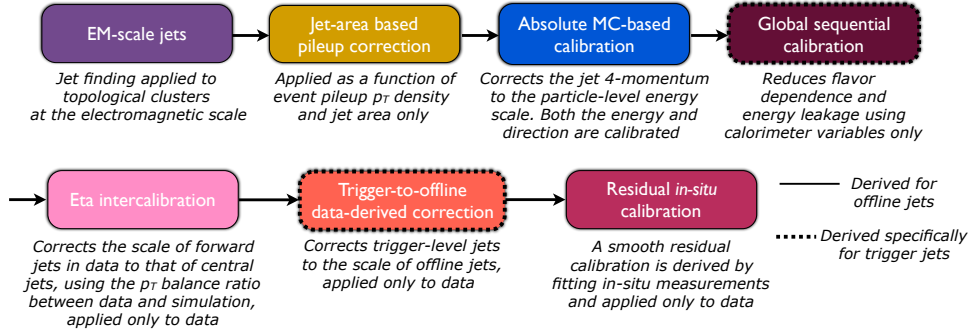 EM-scale jets
Jet finding applied to
topological clusters
at the electromagnetic scale
Jet-area based
pileup correction
Applied as a function of
event pileup pT density
and jet area only
Absolute MC-based
calibration
Corrects the jet 4-momentum
to the particle-level energy
scale. Both the energy and
direction are calibrated
Global sequential
calibration
Reduces flavor
dependence and
energy leakage using
calorimeter variables only
Eta intercalibration
Corrects the scale of forward
jets in data to that of central
jets, using the pT balance ratio
between data and simulation,
applied only to data
Trigger-to-offline
data-derived correction
Corrects trigger-level jets
to the scale of offline jets,
applied only to data
Residual in-situ
calibration
A smooth residual
calibration is derived by
fitting in-situ measurements
and applied only to data
Derived for
offline jets
Derived specifically
for trigger jets